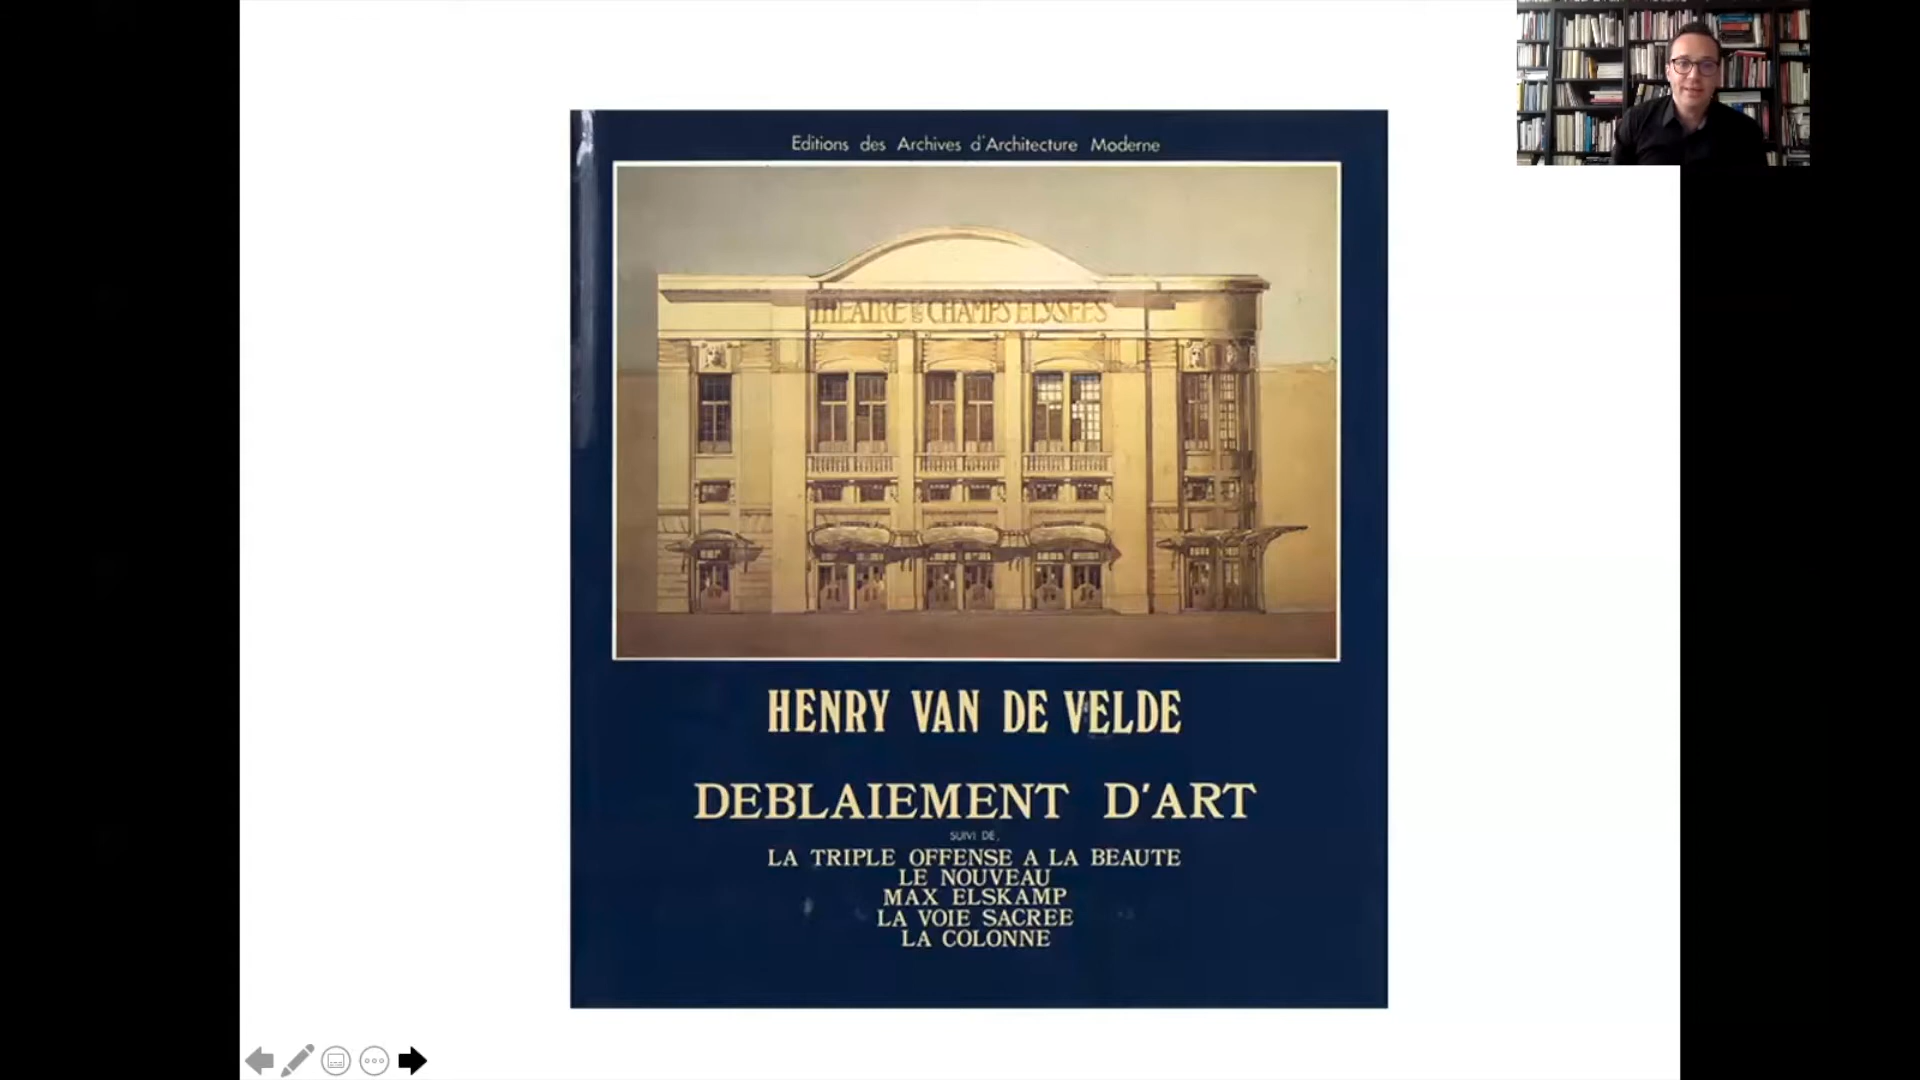 Editions des Archives d'Architecture Moderne
THEATRE DES CHAMPS ELYSEES
HENRY VAN DE VELDE
DEBLAIEMENT D'ART
SUIVI DE.
LA TRIPLE OFFENSE A LA BEAUTE
LE NOUVEAU
MAX ELSKAMP
LA VOIE SACREE
LA COLONNE